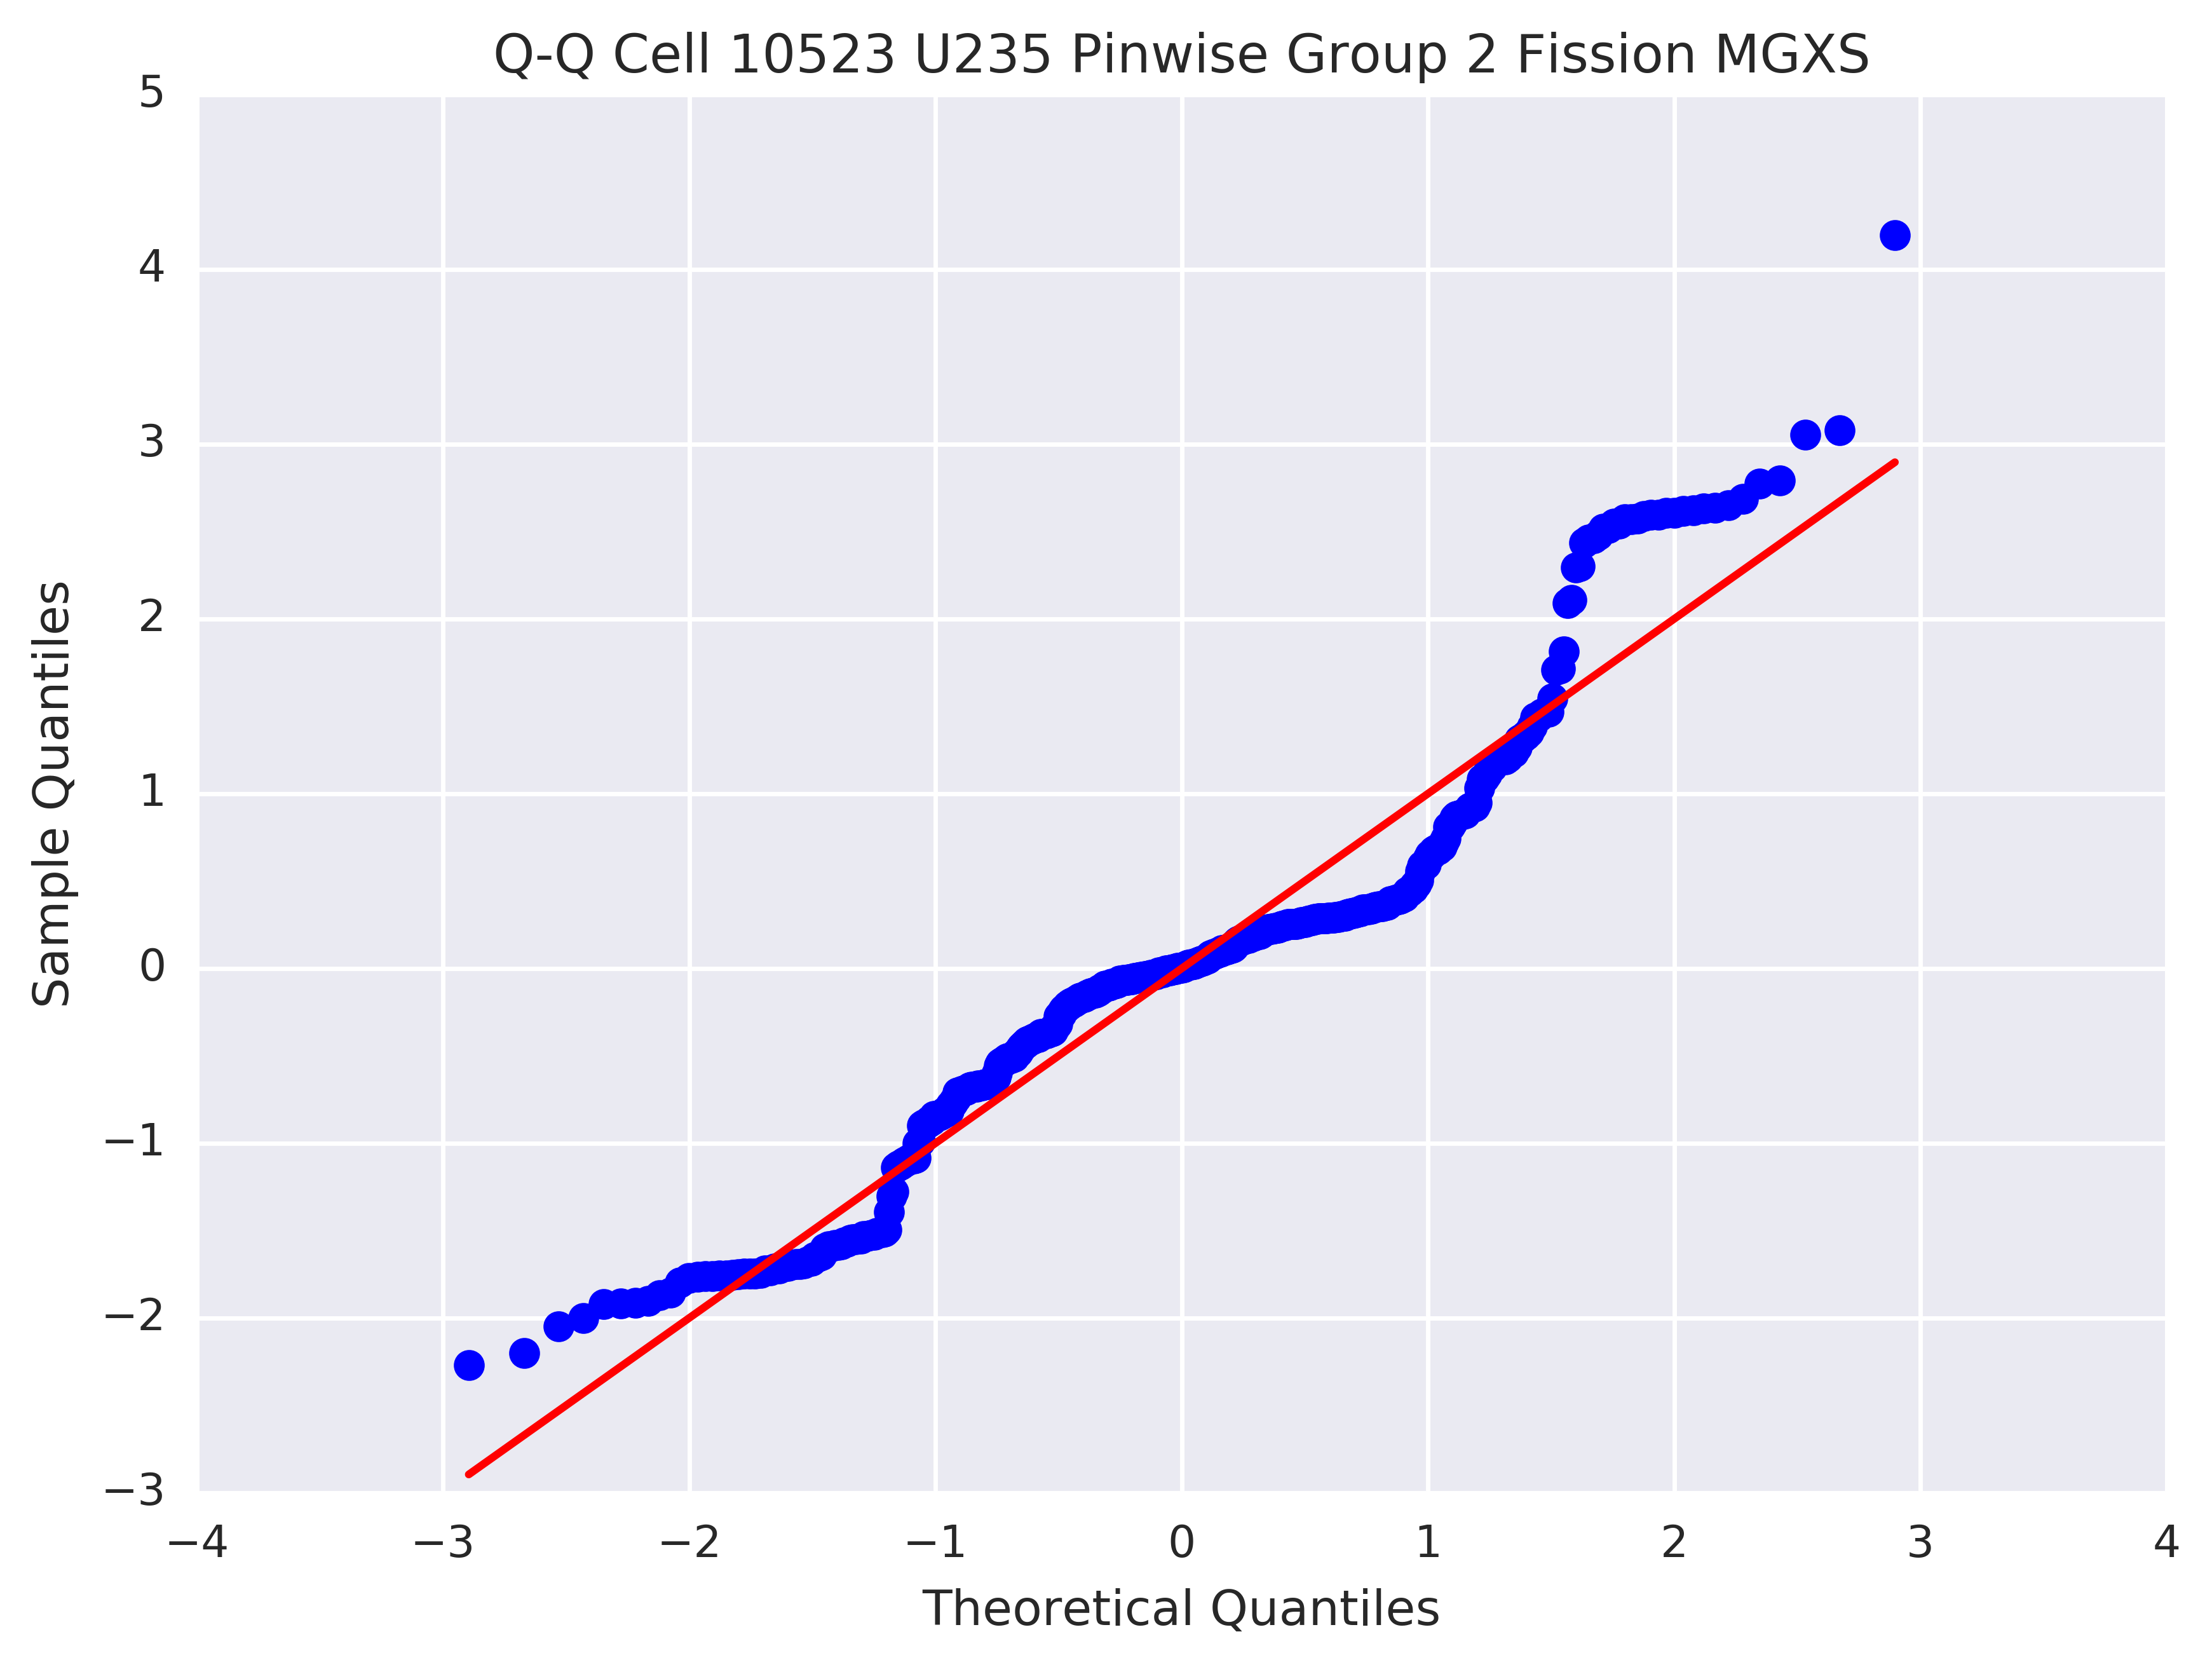 Q-Q Cell 10523 U235 Pinwise Group 2 Fission MGXS
5
4
3
2
1
0
−1
−2
−3
Sample Quantiles
−4 −3 −2 −1 0 1 2 3 4
Theoretical Quantiles